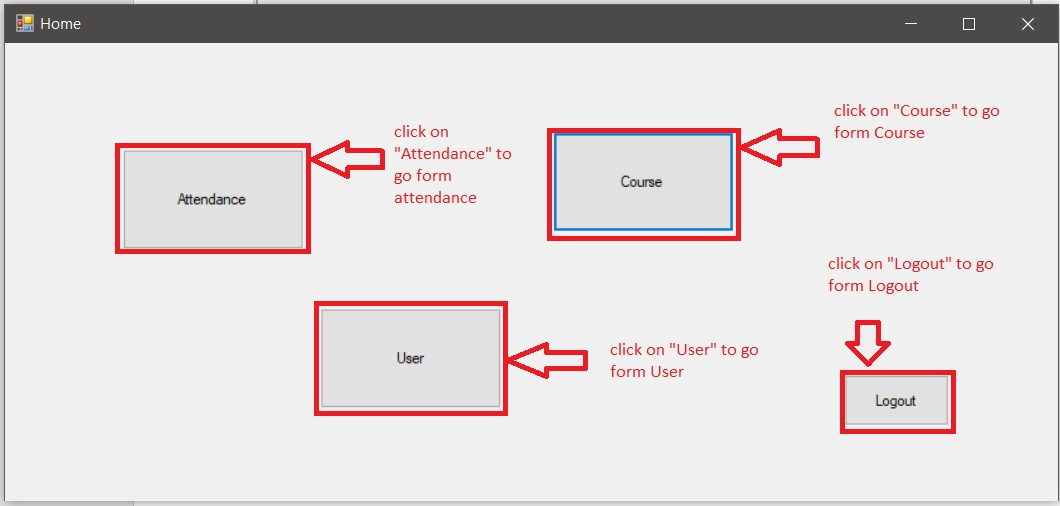 Home
click on
"Attendance" to
go form
attendance
Attendance
click on "Course" to go
form Course
Course
click on "Logout" to go
form Logout
User
click on "User" to go
form User
Logout